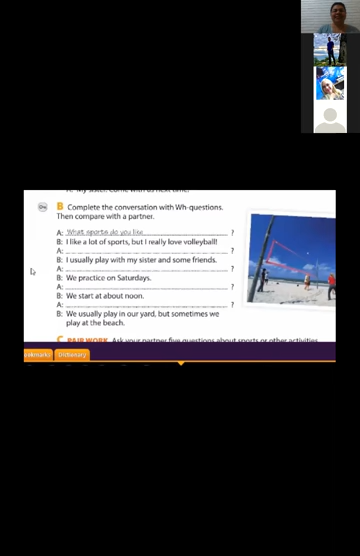 A: My sister. Come with us next time.
B Complete the conversation with Wh-questions.
Then compare with a partner.
A: What sports do you like ?
B: I like a lot of sports, but I really love volleyball!
A: ?
B: I usually play with my sister and some friends.
A: ?
B: We practice on Saturdays.
A: ?
B: We start at about noon.
A: ?
B: We usually play in our yard, but sometimes we
play at the beach.
C PAIR WORK Ask your partner five questions about sports or other activities
ookmarks Dictionary